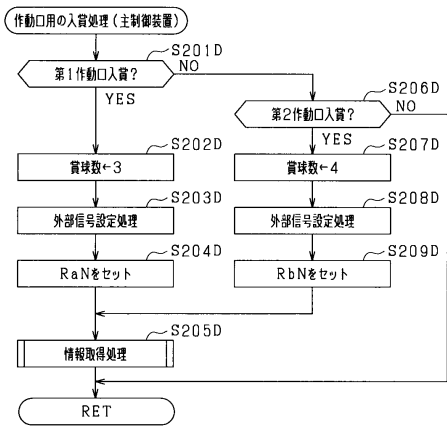 作動口用の入賞処理(主制御装置)
S201D
第1作動口入賞?
NO
YES
S206D
第2作動口入賞?
NO
YES
S202D
賞球数←3
S207D
賞球数←4
S203D
外部信号設定処理
S208D
外部信号設定処理
S204D
RaNをセット
S209D
RbNをセット
S205D
情報取得処理
RET